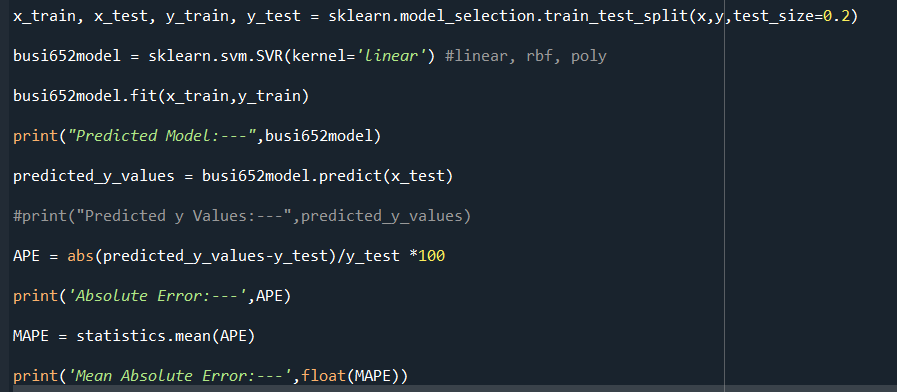 x_train, x_test, y_train, y_test = sklearn.model_selection.train_test_split(x,y,test_size=0.2)
busi652model = sklearn.svm.SVR(kernel='linear') #linear, rbf, poly
busi652model.fit(x_train,y_train)
print("Predicted Model:---",busi652model)
predicted_y_values = busi652model.predict(x_test)
#print("Predicted y Values:---",predicted_y_values)
APE = abs(predicted_y_values-y_test)/y_test *100
print('Absolute Error:---',APE)
MAPE = statistics.mean(APE)
print('Mean Absolute Error:---',float(MAPE))